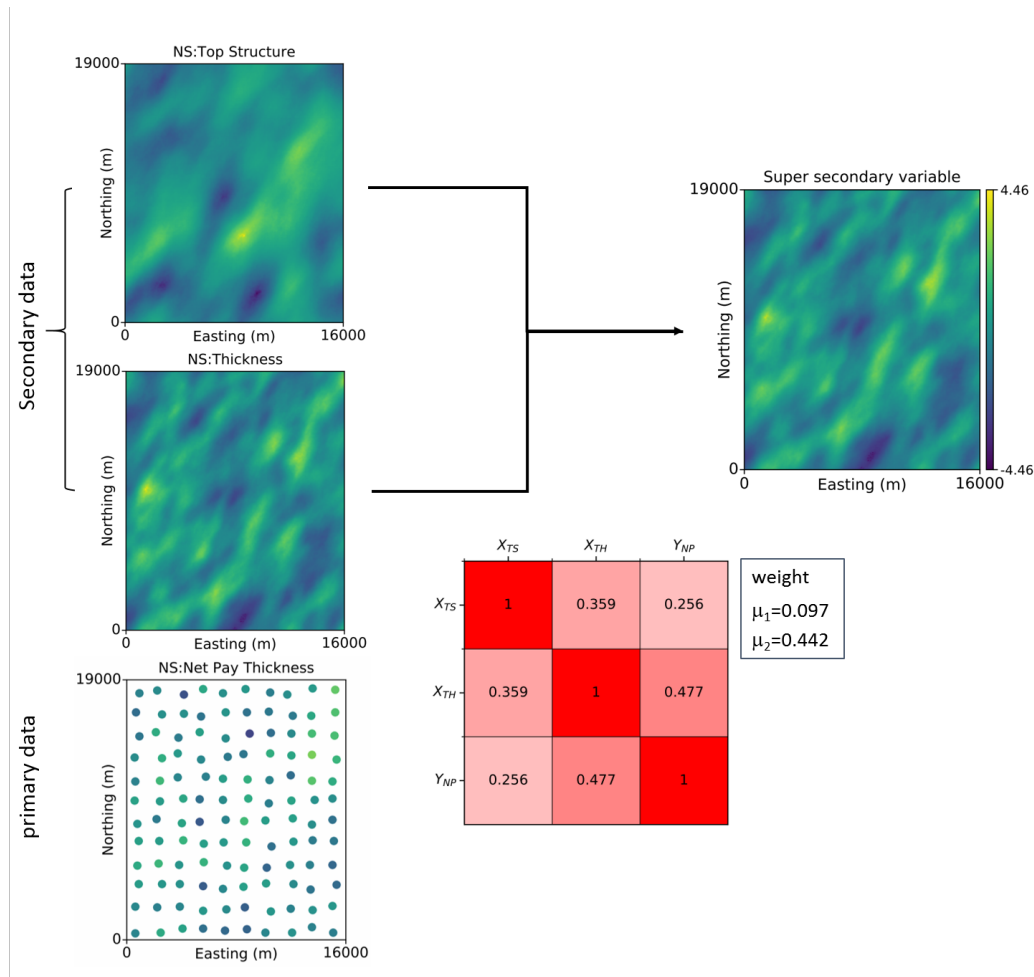 Secondary data
NS:Top Structure
19000
Northing (m)
0
0
Easting (m)
16000
NS:Thickness
19000
Northing (m)
0
0
Easting (m)
16000
Super secondary variable
19000
Northing (m)
0
Easting (m)
16000
4.46
-4.46
primary data
NS:Net Pay Thickness
19000
Northing (m)
0
0
Easting (m)
16000
X_TS X_TH Y_NP
X_TS 1 0.359 0.256
X_TH 0.359 1 0.477
Y_NP 0.256 0.477 1
weight
μ₁=0.097
μ₂=0.442